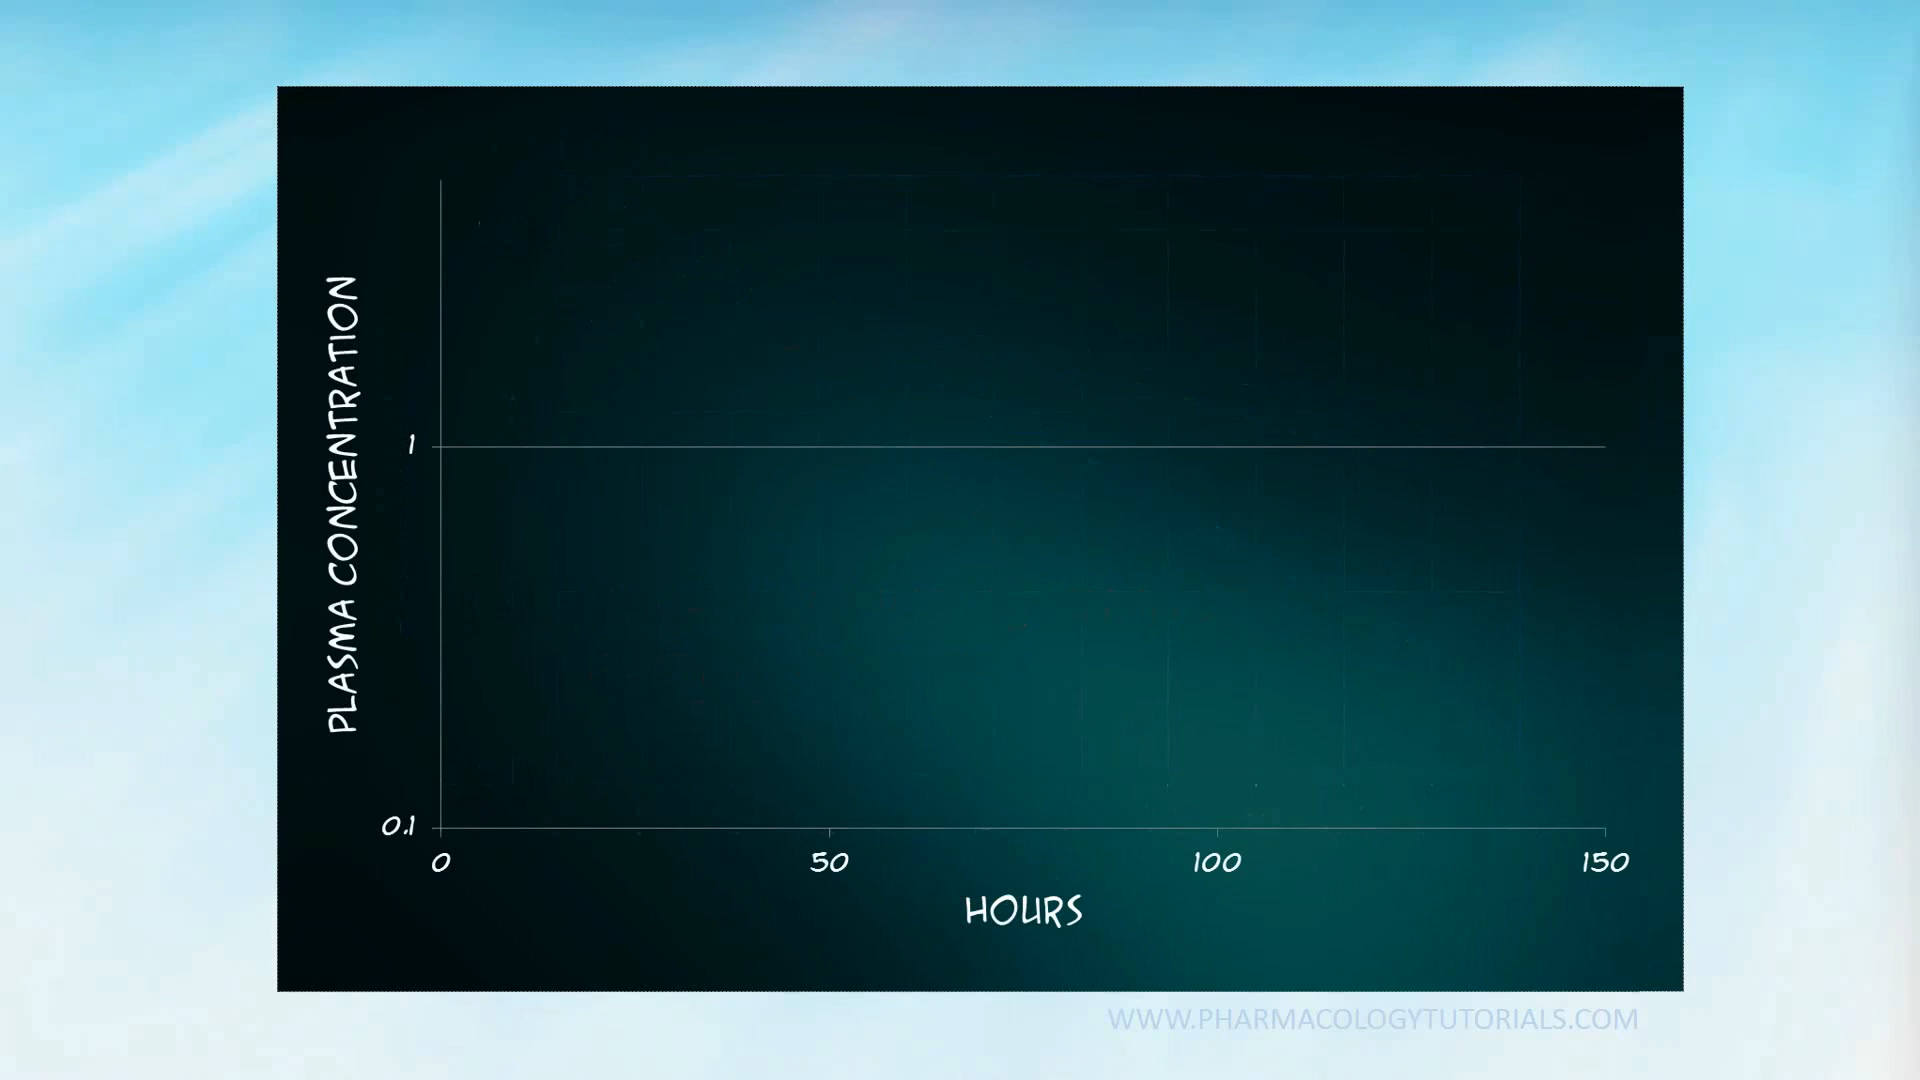 PLASMA CONCENTRATION
1
0.1
0 50 100 150
HOURS
WWW.PHARMACOLOGYTUTORIALS.COM